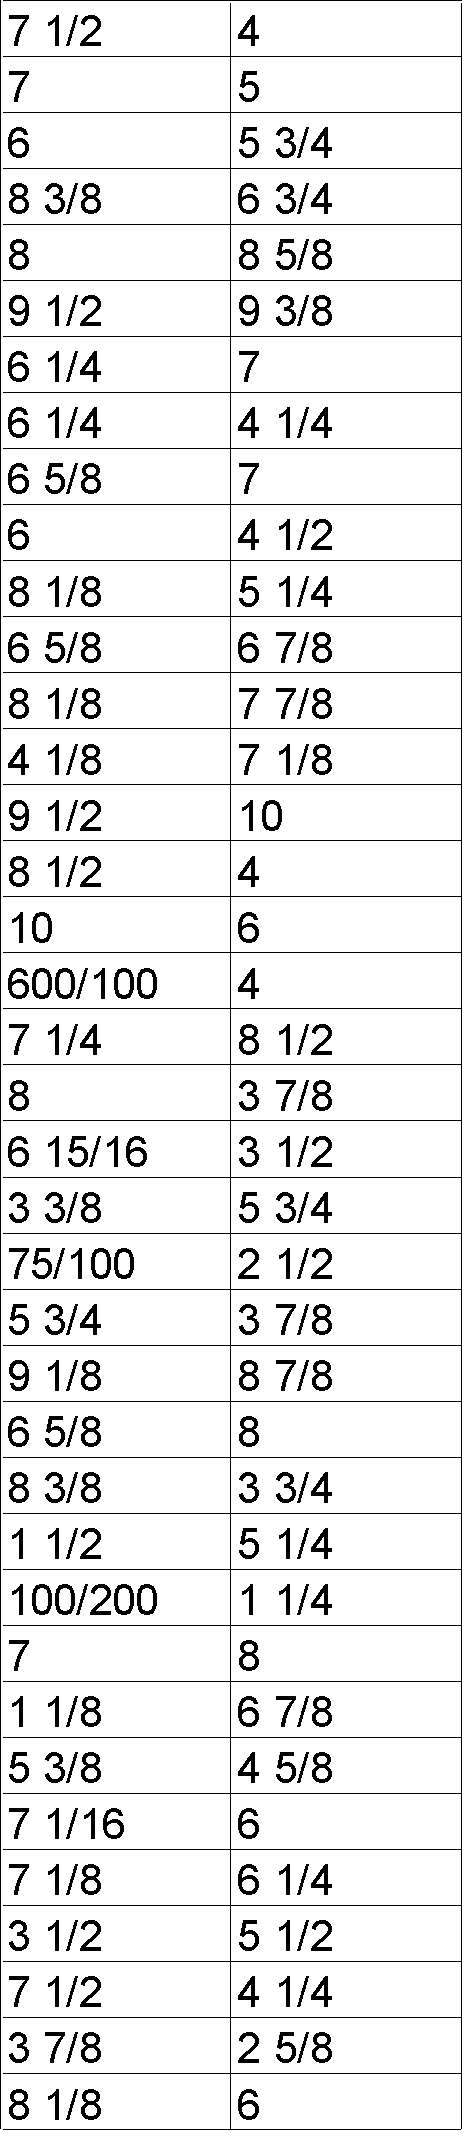 7 1/2 4
7 5
6 5 3/4
8 3/8 6 3/4
8 8 5/8
9 1/2 9 3/8
6 1/4 7
6 1/4 4 1/4
6 5/8 7
6 4 1/2
8 1/8 5 1/4
6 5/8 6 7/8
8 1/8 7 7/8
4 1/8 7 1/8
9 1/2 10
8 1/2 4
10 6
600/100 4
7 1/4 8 1/2
8 3 7/8
6 15/16 3 1/2
3 3/8 5 3/4
75/100 2 1/2
5 3/4 3 7/8
9 1/8 8 7/8
6 5/8 8
8 3/8 3 3/4
1 1/2 5 1/4
100/200 1 1/4
7 8
1 1/8 6 7/8
5 3/8 4 5/8
7 1/16 6
7 1/8 6 1/4
3 1/2 5 1/2
7 1/2 4 1/4
3 7/8 2 5/8
8 1/8 6